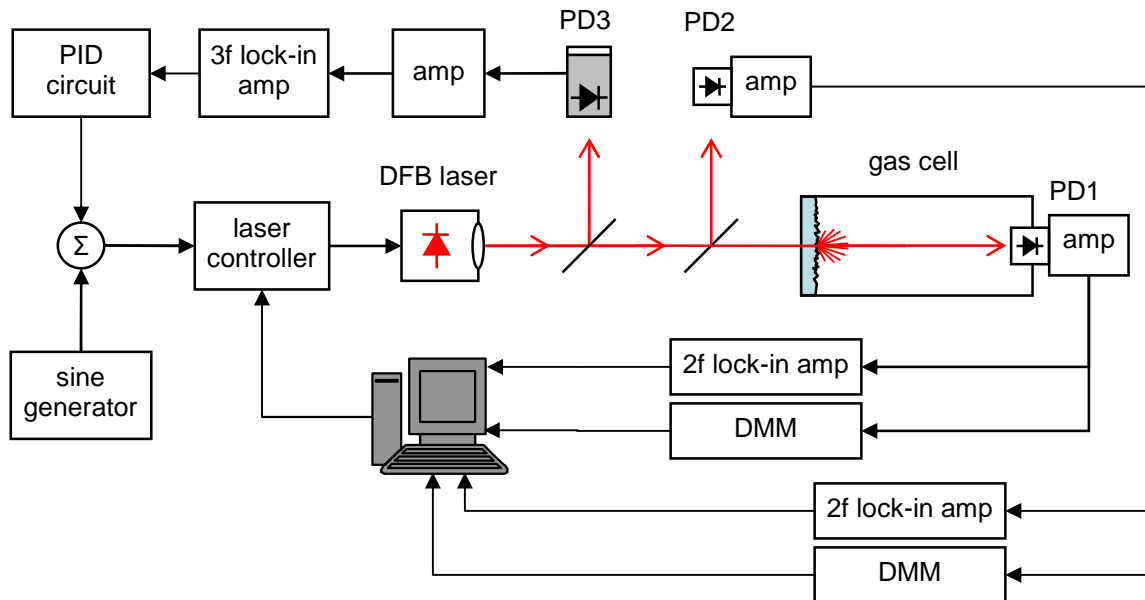 PD3
PD2
PID
circuit
3f lock-in
amp
amp
amp
DFB laser
gas cell
PD1
amp
Σ
laser
controller
sine
generator
2f lock-in amp
DMM
2f lock-in amp
DMM